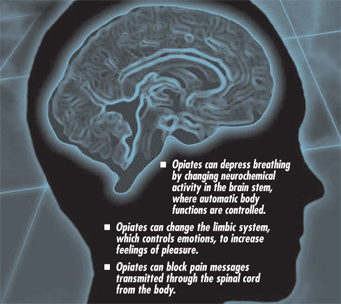 ■ Opiates can depress breathing
by changing neurochemical
activity in the brain stem,
where automatic body
functions are controlled.
■ Opiates can change the limbic system,
which controls emotions, to increase
feelings of pleasure.
■ Opiates can block pain messages
transmitted through the spinal cord
from the body.